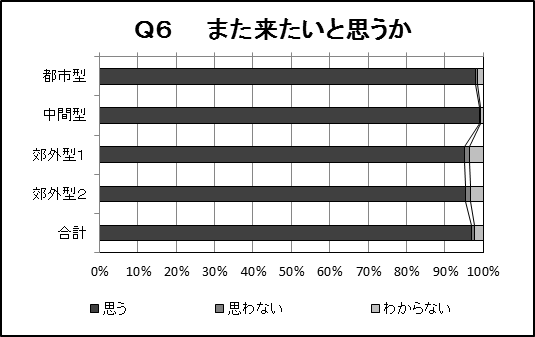 Q６　また来たいと思うか
都市型
中間型
郊外型１
郊外型２
合計
0% 10% 20% 30% 40% 50% 60% 70% 80% 90% 100%
思う 思わない わからない